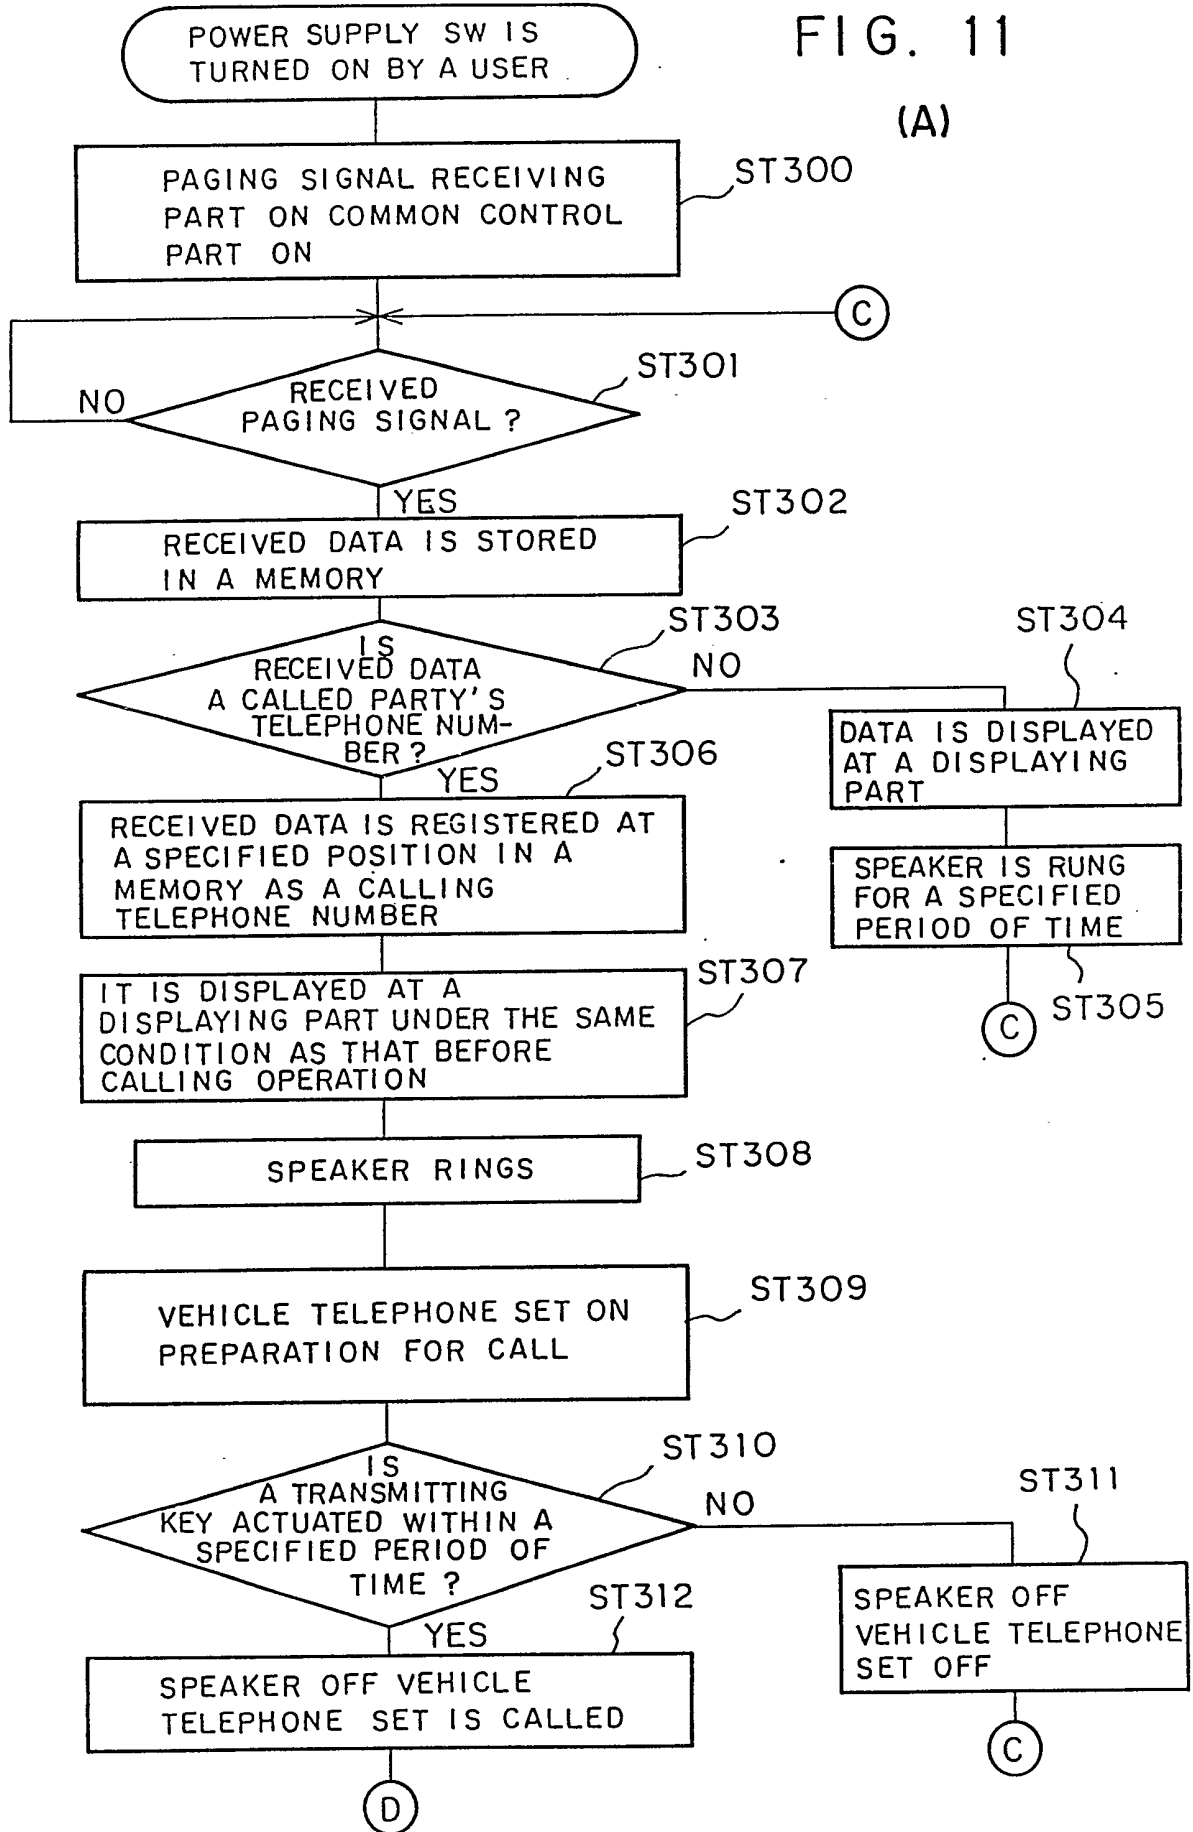 FIG. 11
(A)
POWER SUPPLY SW IS
TURNED ON BY A USER
PAGING SIGNAL RECEIVING
PART ON COMMON CONTROL
PART ON
ST300
C
ST301
RECEIVED
PAGING SIGNAL ?
NO
YES
ST302
RECEIVED DATA IS STORED
IN A MEMORY
ST303
IS
RECEIVED DATA
A CALLED PARTY'S
TELEPHONE NUM-
BER ?
NO
YES
ST304
DATA IS DISPLAYED
AT A DISPLAYING
PART
SPEAKER IS RUNG
FOR A SPECIFIED
PERIOD OF TIME
ST305
C
ST306
RECEIVED DATA IS REGISTERED AT
A SPECIFIED POSITION IN A
MEMORY AS A CALLING
TELEPHONE NUMBER
ST307
IT IS DISPLAYED AT A
DISPLAYING PART UNDER THE SAME
CONDITION AS THAT BEFORE
CALLING OPERATION
SPEAKER RINGS
ST308
VEHICLE TELEPHONE SET ON
PREPARATION FOR CALL
ST309
ST310
IS
A TRANSMITTING
KEY ACTUATED WITHIN A
SPECIFIED PERIOD OF
TIME ?
NO
YES
ST311
SPEAKER OFF
VEHICLE TELEPHONE
SET OFF
C
ST312
SPEAKER OFF VEHICLE
TELEPHONE SET IS CALLED
D